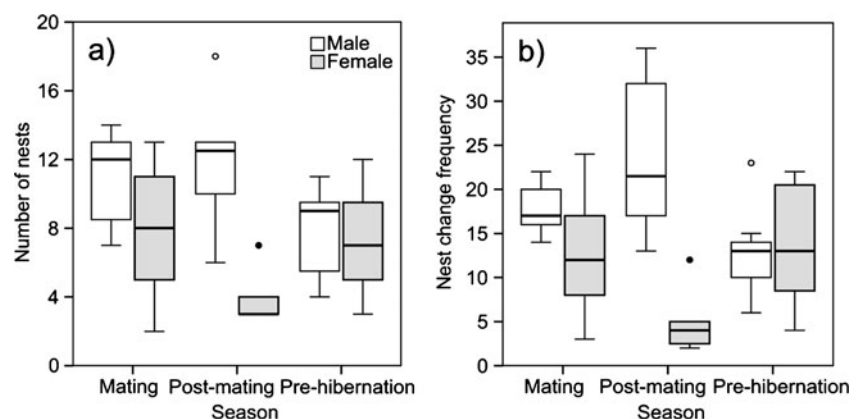 a)
Male
Female
Number of nests
20
16
12
8
4
0
Mating Post-mating Pre-hibernation
Season
b)
Nest change frequency
35
30
25
20
15
10
5
0
Mating Post-mating Pre-hibernation
Season